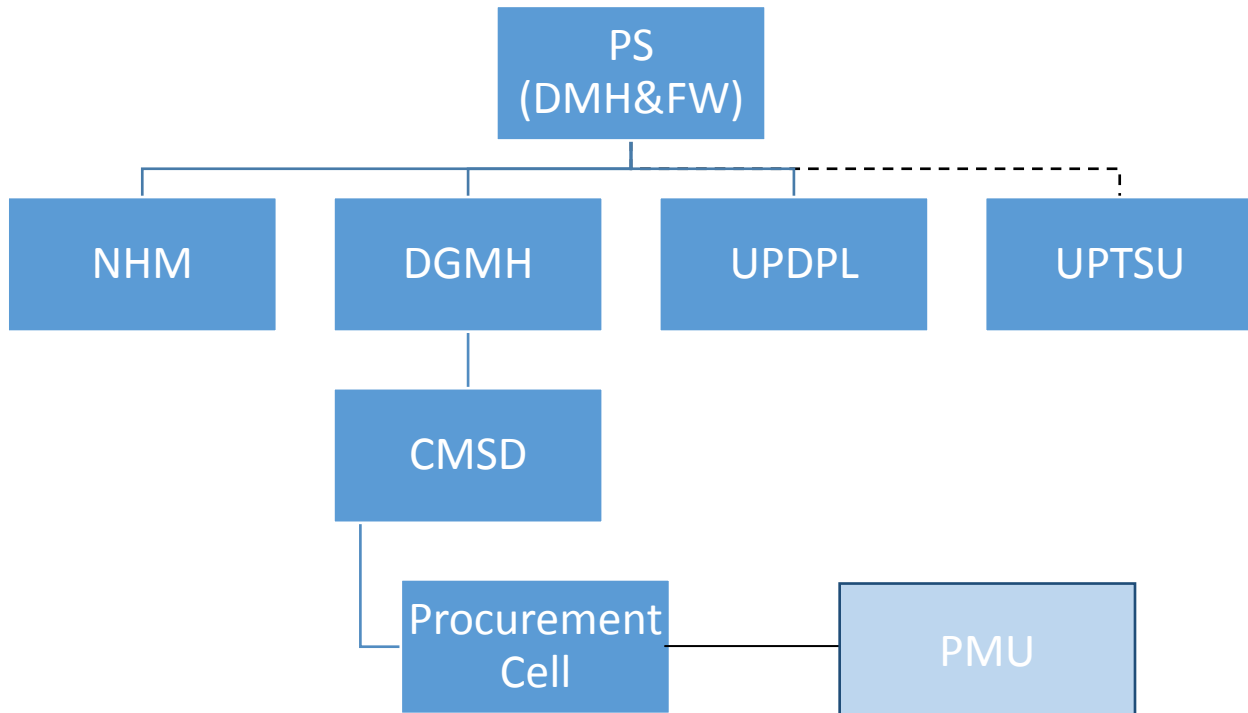 PS
(DMH&FW)
NHM
DGMH
UPDPL
UPTSU
CMSD
Procurement
Cell
PMU